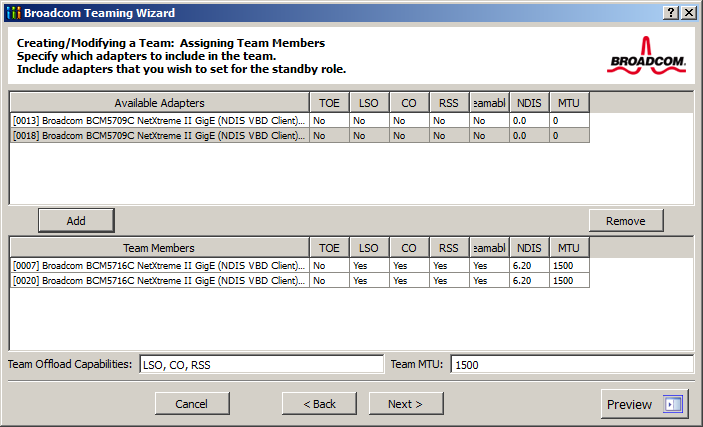 Broadcom Teaming Wizard
Creating/Modifying a Team: Assigning Team Members
Specify which adapters to include in the team.
Include adapters that you wish to set for the standby role.
BROADCOM.
Available Adapters TOE LSO CO RSS eamabl NDIS MTU
[0013] Broadcom BCM5709C NetXtreme II GigE (NDIS VBD Client)... No No No No No 0.0 0
[0018] Broadcom BCM5709C NetXtreme II GigE (NDIS VBD Client)... No No No No No 0.0 0
Add Remove
Team Members TOE LSO CO RSS eamabl NDIS MTU
[0007] Broadcom BCM5716C NetXtreme II GigE (NDIS VBD Client)... No Yes Yes Yes Yes 6.20 1500
[0020] Broadcom BCM5716C NetXtreme II GigE (NDIS VBD Client)... No Yes Yes Yes Yes 6.20 1500
Team Offload Capabilities: LSO, CO, RSS Team MTU: 1500
Cancel < Back Next > Preview